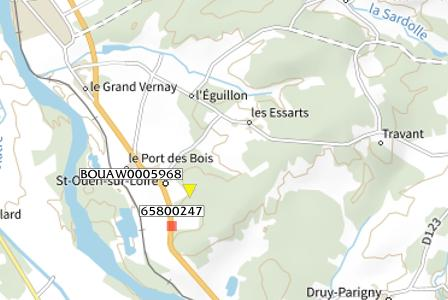 la Sardolle
le Grand Vernay
l'Éguillon
les Essarts
Travant
le Port des Bois
BOUAW0005968
St-Ouen-sur-Loire
65800247
llard
D123
Druy-Parigny